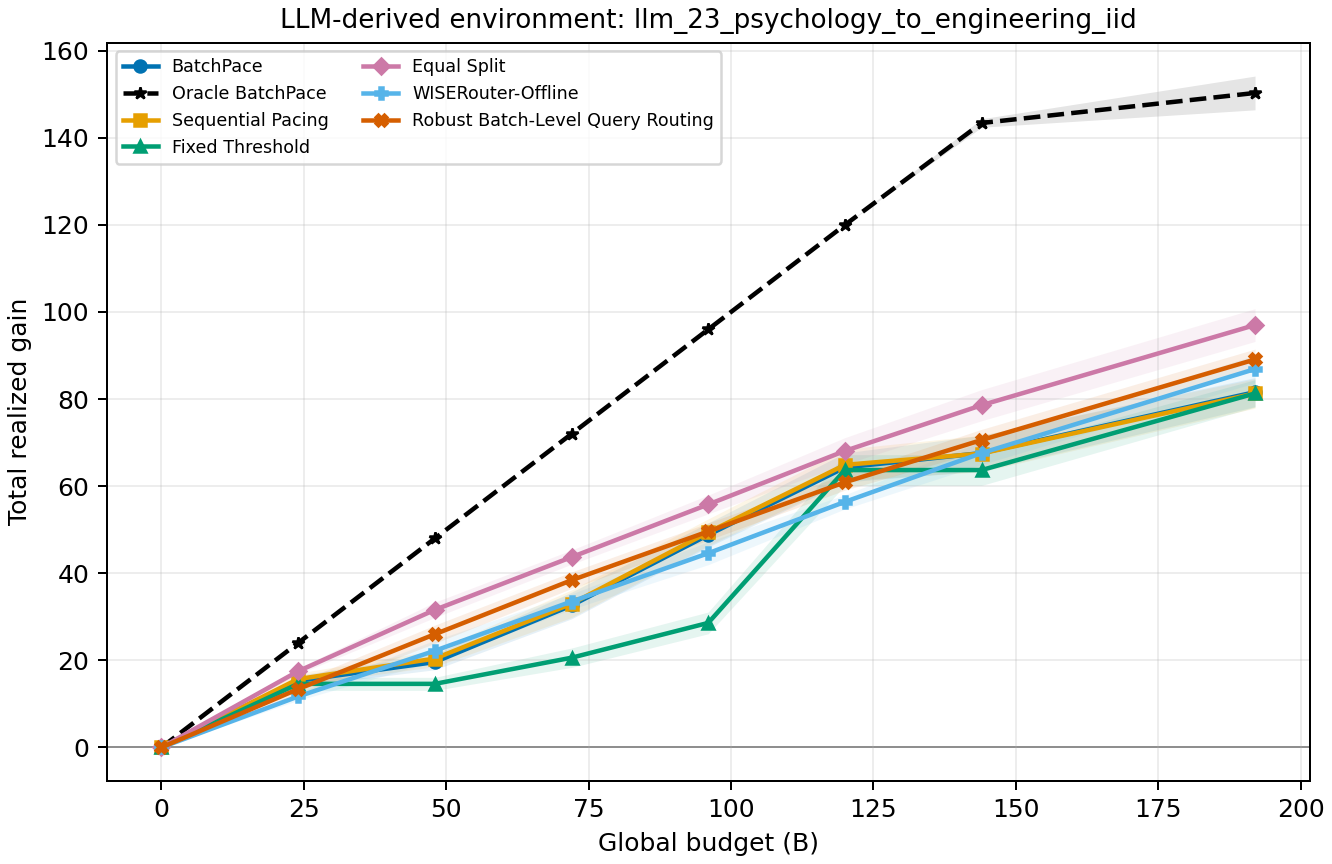 LLM-derived environment: llm_23_psychology_to_engineering_iid
BatchPace
Oracle BatchPace
Sequential Pacing
Fixed Threshold
Equal Split
WISERouter-Offline
Robust Batch-Level Query Routing
Total realized gain
160
140
120
100
80
60
40
20
0
0
25
50
75
100
125
150
175
200
Global budget (B)